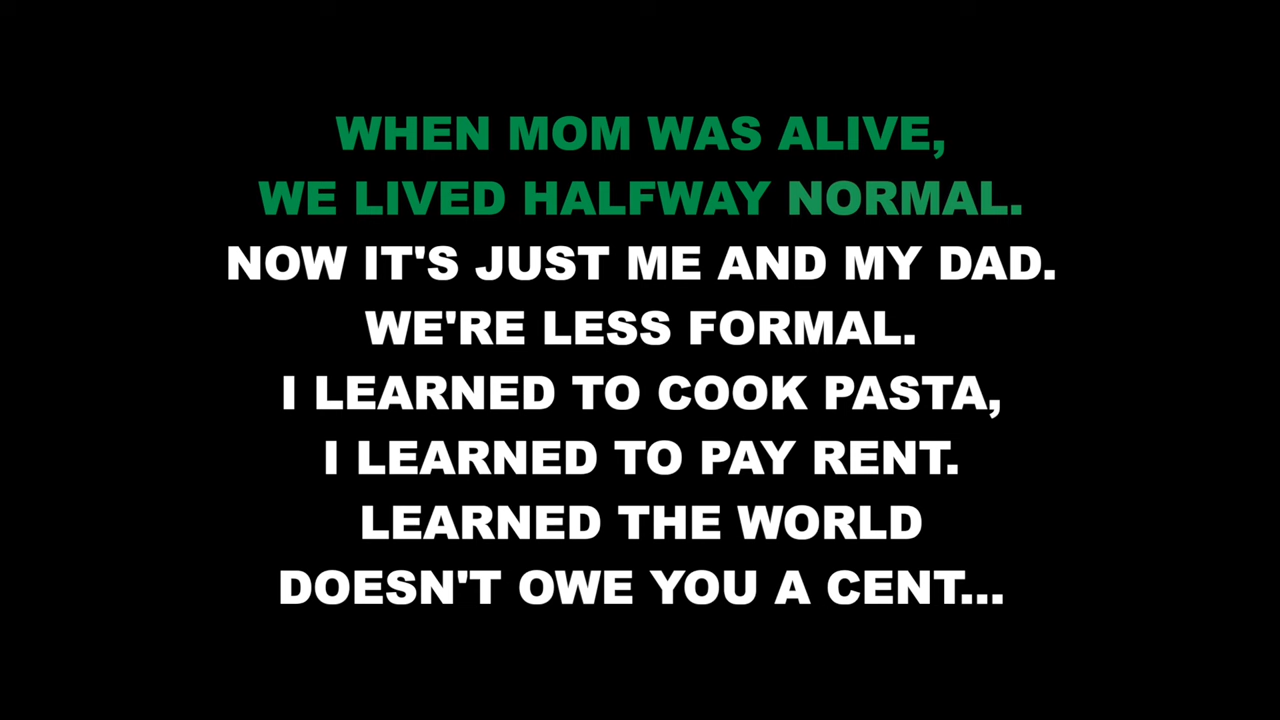 WHEN MOM WAS ALIVE,
WE LIVED HALFWAY NORMAL.
NOW IT'S JUST ME AND MY DAD.
WE'RE LESS FORMAL.
I LEARNED TO COOK PASTA,
I LEARNED TO PAY RENT.
LEARNED THE WORLD
DOESN'T OWE YOU A CENT...